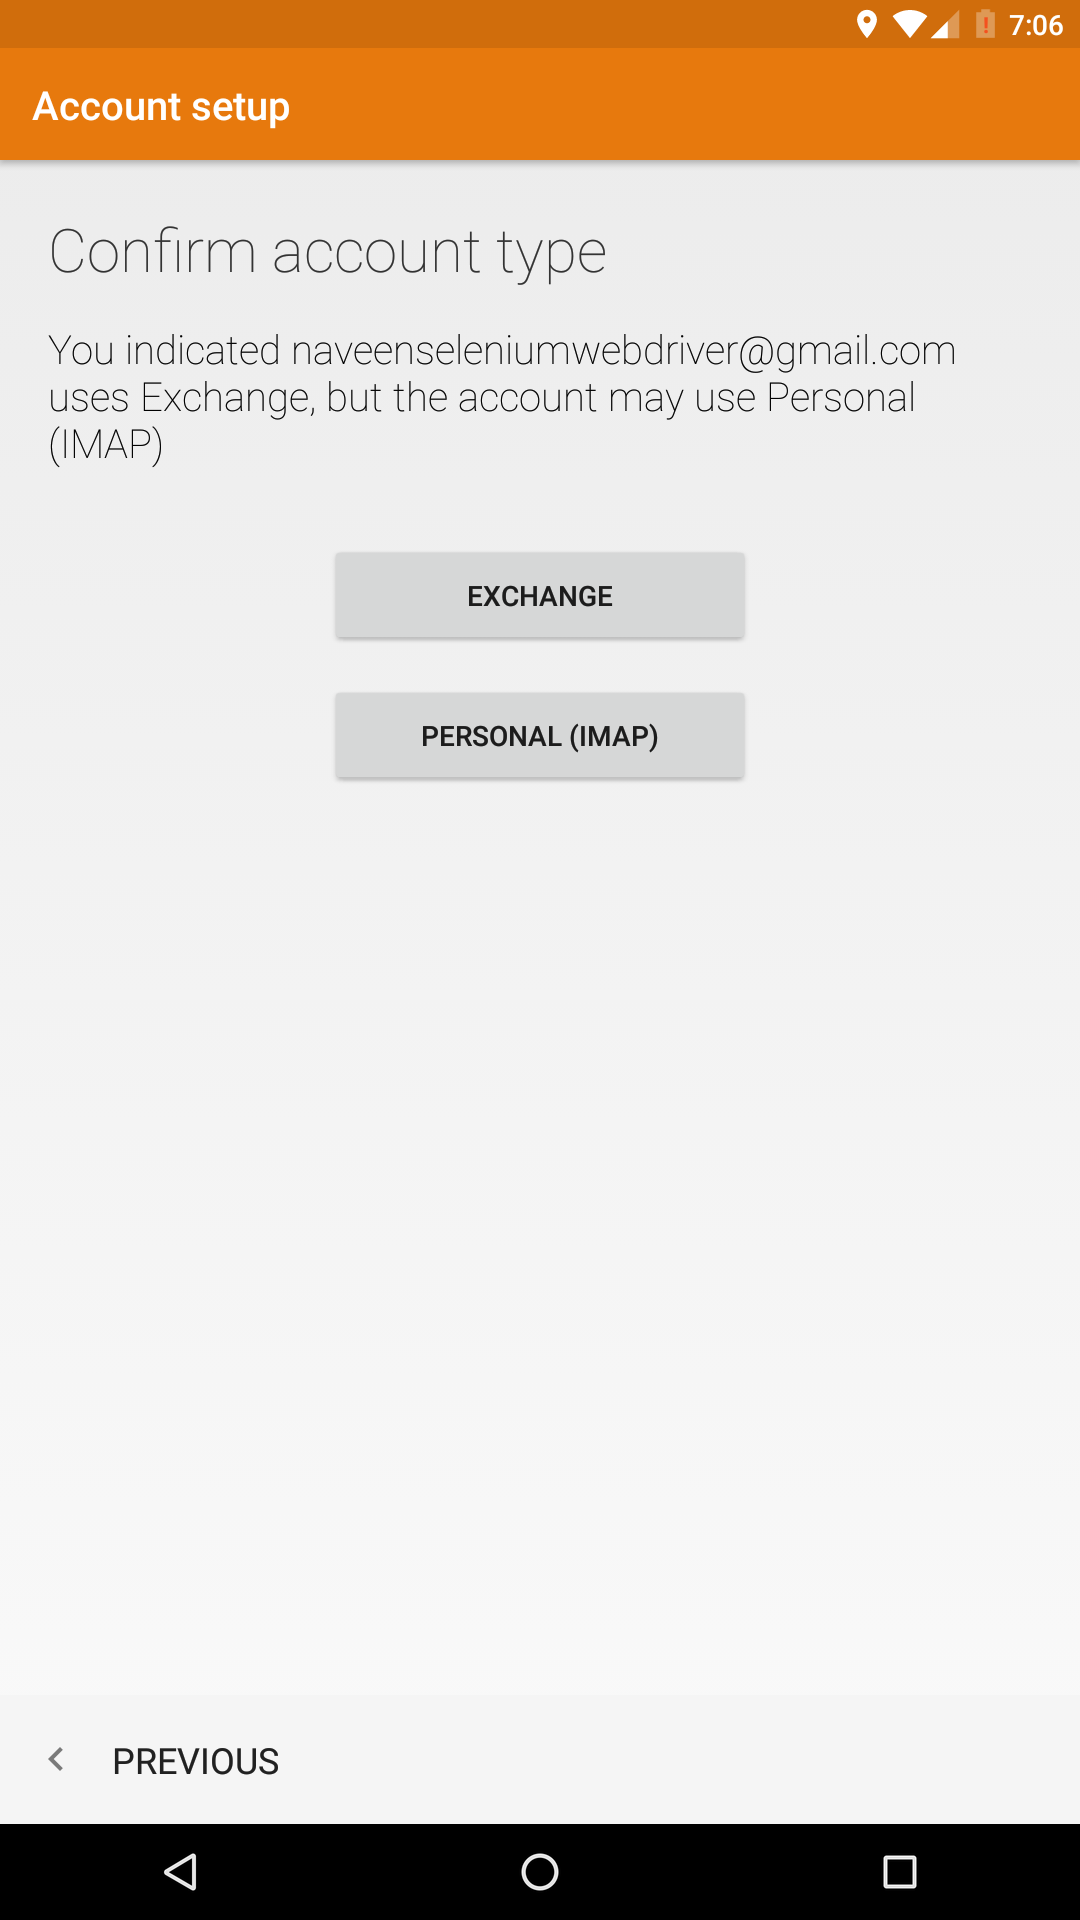 7:06
Account setup
Confirm account type
You indicated naveenseleniumwebdriver@gmail.com
uses Exchange, but the account may use Personal
(IMAP)
EXCHANGE
PERSONAL (IMAP)
PREVIOUS